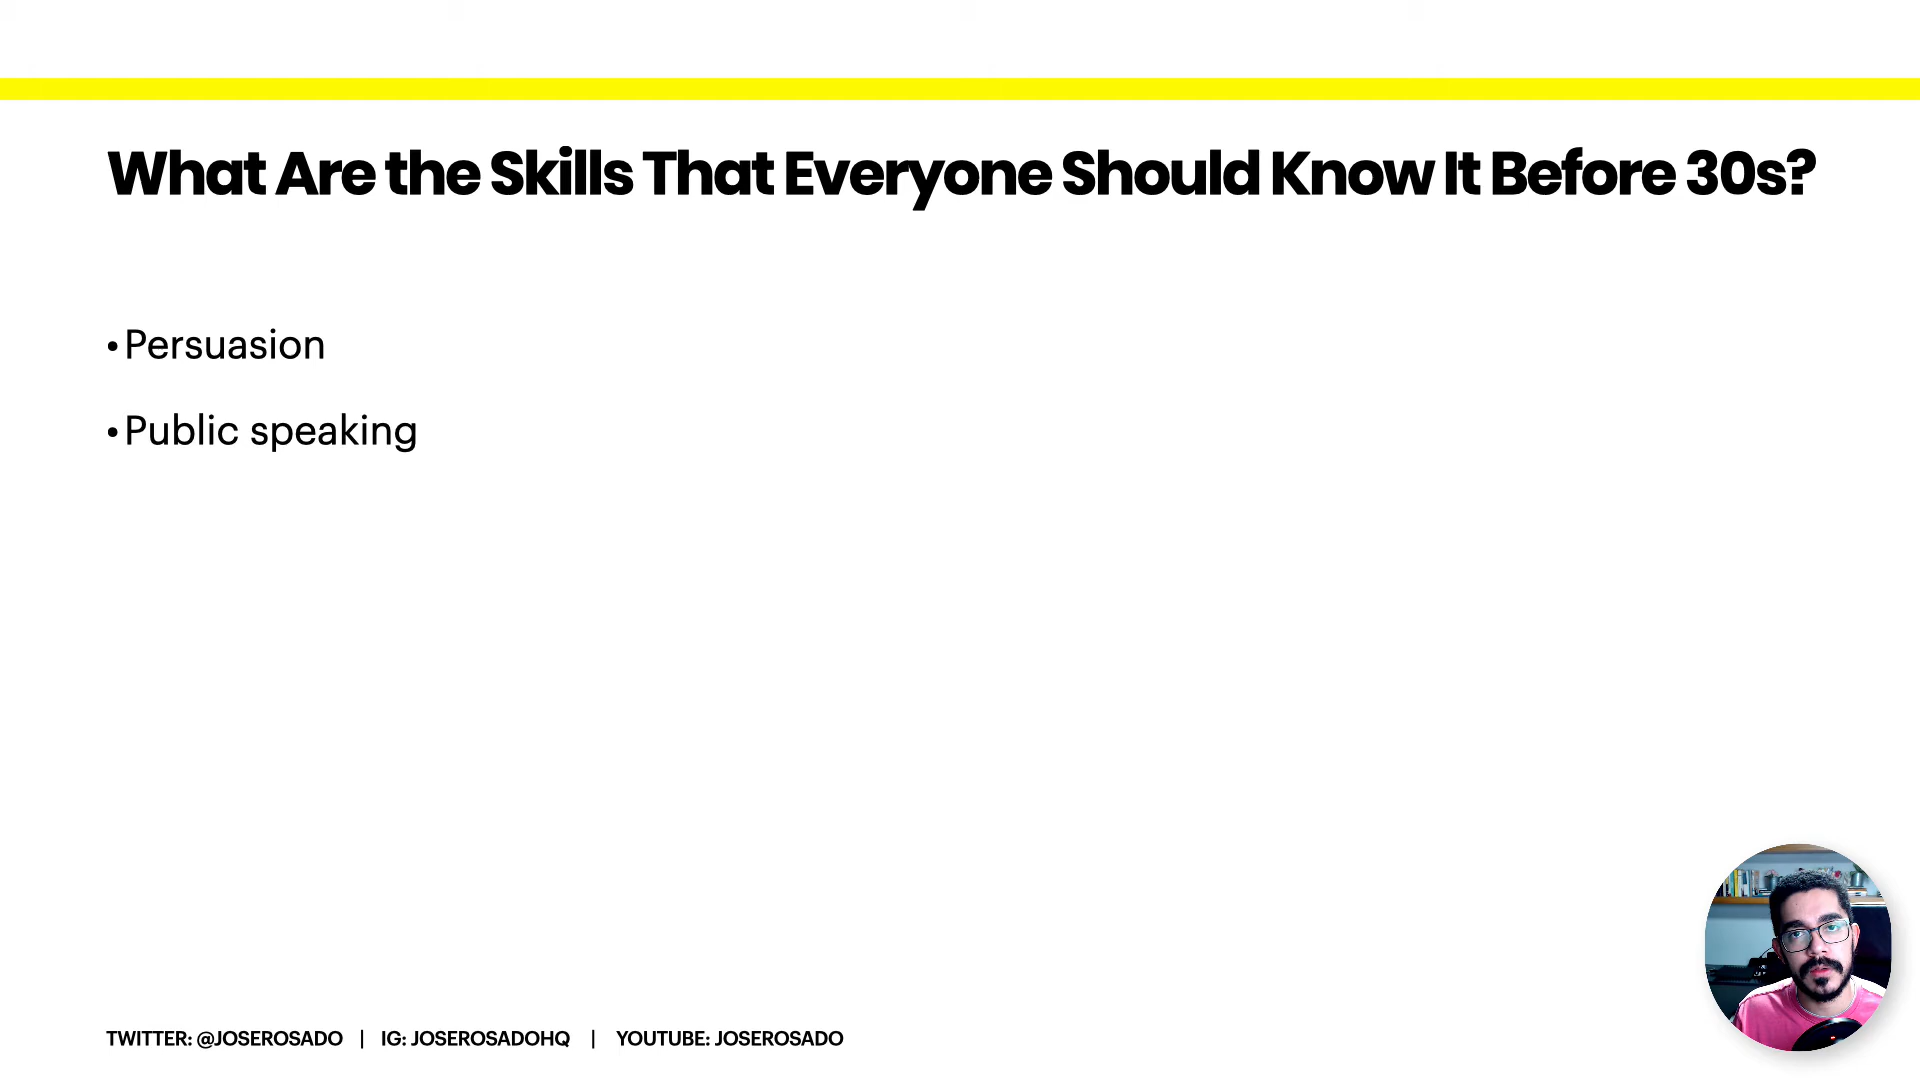 What Are the Skills That Everyone Should Know It Before 30s?
• Persuasion
• Public speaking
TWITTER: @JOSEROSADO | IG: JOSEROSADOHQ | YOUTUBE: JOSEROSADO